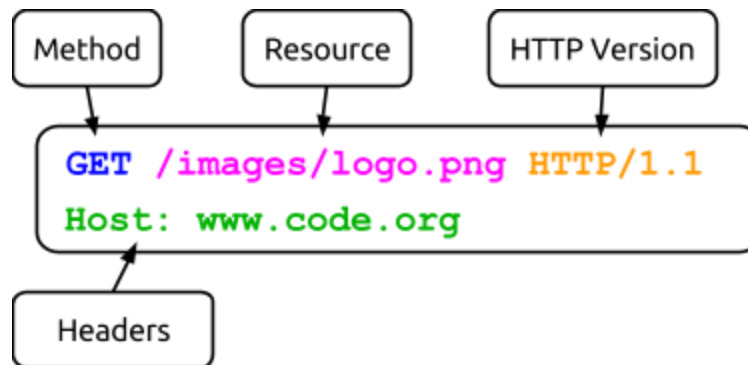 Method
Resource
HTTP Version
GET /images/logo.png HTTP/1.1
Host: www.code.org
Headers